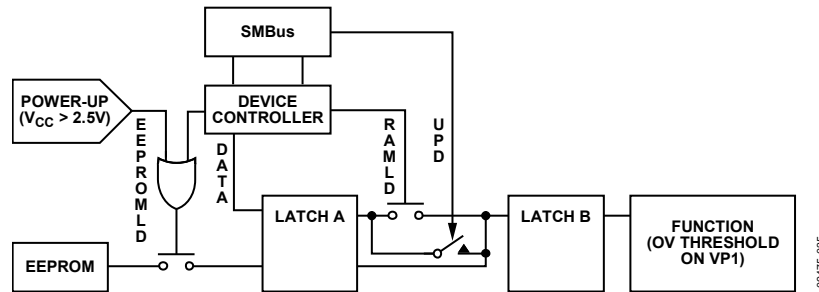 SMBus
POWER-UP
(VCC > 2.5V)
EEPROMLD
DEVICE
CONTROLLER
DATA
RAMLD
UPD
LATCH A
LATCH B
FUNCTION
(OV THRESHOLD
ON VP1)
EEPROM